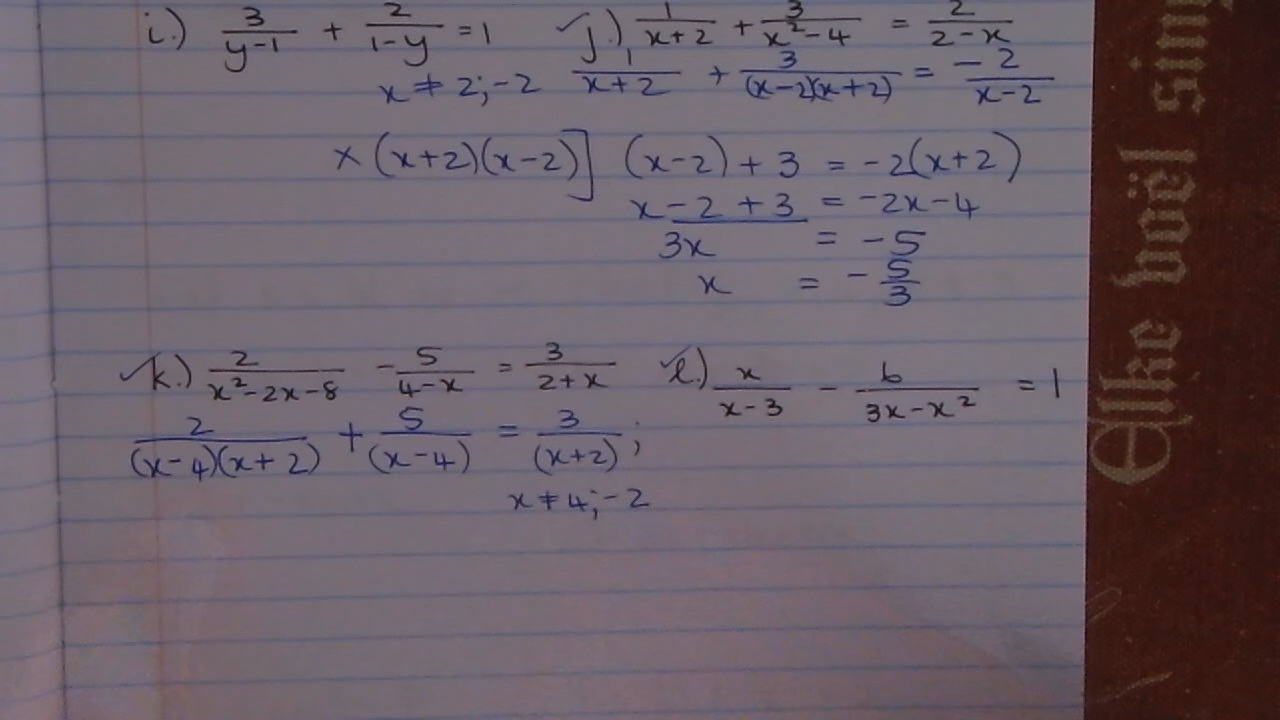 i.) 3/(y-1) + 2/(1-y) = 1
j.) 1/(x+2) + 3/(x²-4) = 2/(2-x)
x ≠ 2;-2
1/(x+2) + 3/((x-2)(x+2)) = -2/(x-2)
×(x+2)(x-2)] (x-2) + 3 = -2(x+2)
x - 2 + 3 = -2x - 4
3x = -5
x = -5/3
k.) 2/(x²-2x-8) - 5/(4-x) = 3/(2+x)
l.) x/(x-3) - 6/(3x-x²) = 1
2/((x-4)(x+2)) + 5/(x-4) = 3/(x+2);
x ≠ 4;-2
Elke boël sing